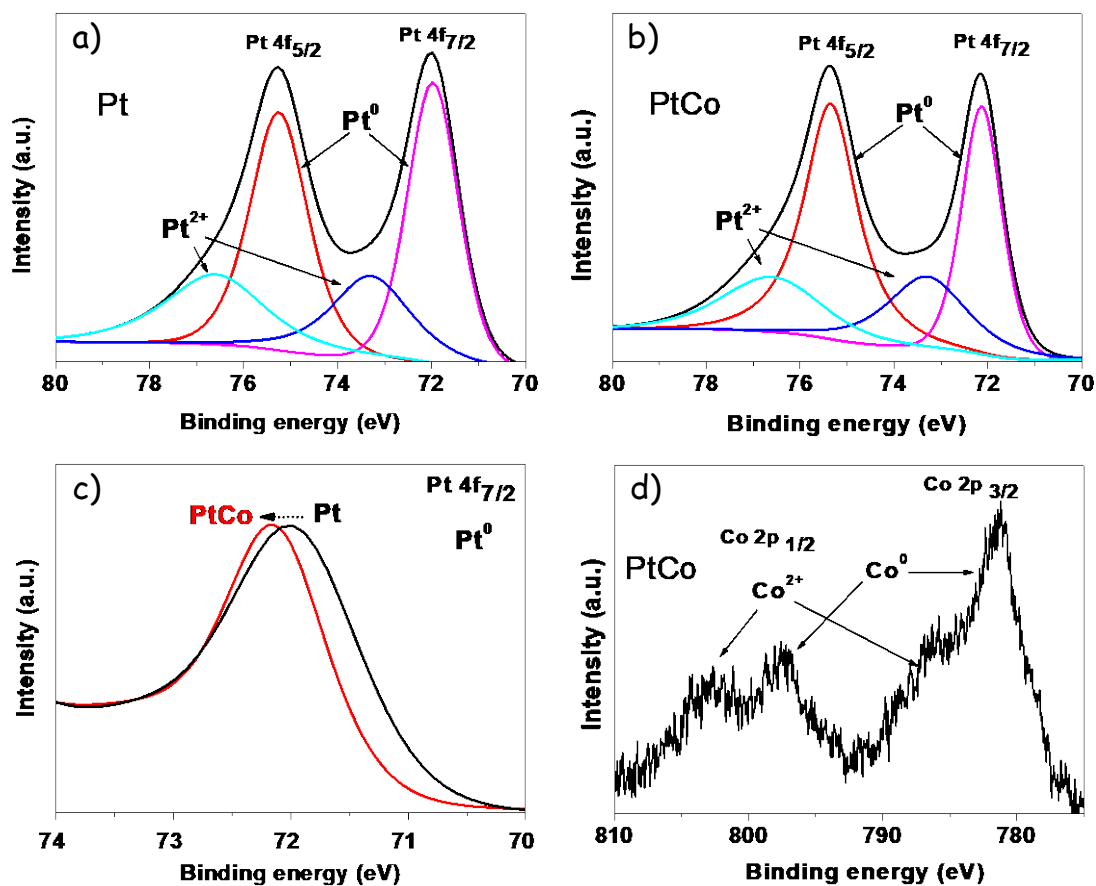 a)
Pt 4f5/2
Pt 4f7/2
Pt
Pt0
Pt2+
Intensity (a.u.)
80 78 76 74 72 70
Binding energy (eV)
b)
Pt 4f5/2
Pt 4f7/2
PtCo
Pt0
Pt2+
Intensity (a.u.)
80 78 76 74 72 70
Binding energy (eV)
c)
Pt 4f7/2
PtCo Pt
Pt0
Intensity (a.u.)
74 73 72 71 70
Binding energy (eV)
d)
Co 2p 3/2
Co 2p 1/2
PtCo
Co0
Co2+
Intensity (a.u.)
810 800 790 780
Binding energy (eV)